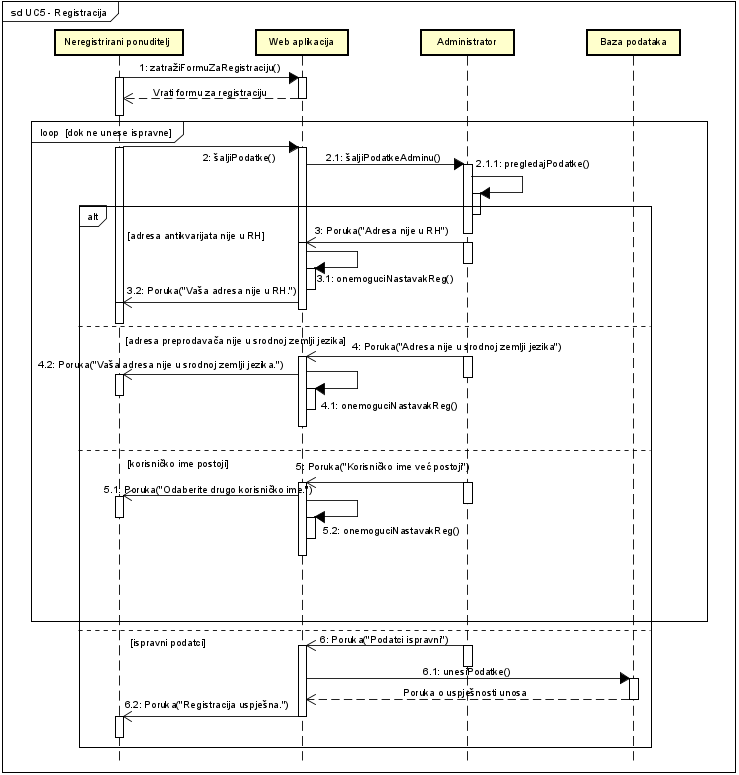 sd UC5 - Registracija
Neregistrirani ponuditelj
Web aplikacija
Administrator
Baza podataka
1: zatražiFormuZaRegistraciju()
Vrati formu za registraciju
loop [dok ne unese ispravne]
2: šaljiPodatke()
2.1: šaljiPodatkeAdminu()
2.1.1: pregledajPodatke()
alt
[adresa antikvarijata nije u RH]
3: Poruka("Adresa nije u RH")
3.1: onemoguciNastavakReg()
3.2: Poruka("Vaša adresa nije u RH.")
[adresa preprodavača nije u srodnoj zemlji jezika]
4: Poruka("Adresa nije u srodnoj zemlji jezika")
4.2: Poruka("Vaša adresa nije u srodnoj zemlji jezika.")
4.1: onemoguciNastavakReg()
[korisničko ime postoji]
5: Poruka("Korisničko ime već postoji")
5.1: Poruka("Odaberite drugo korisničko ime.")
5.2: onemoguciNastavakReg()
[ispravni podatci]
6: Poruka("Podatci ispravni")
6.1: unesiPodatke()
Poruka o uspješnosti unosa
6.2: Poruka("Registracija uspješna.")